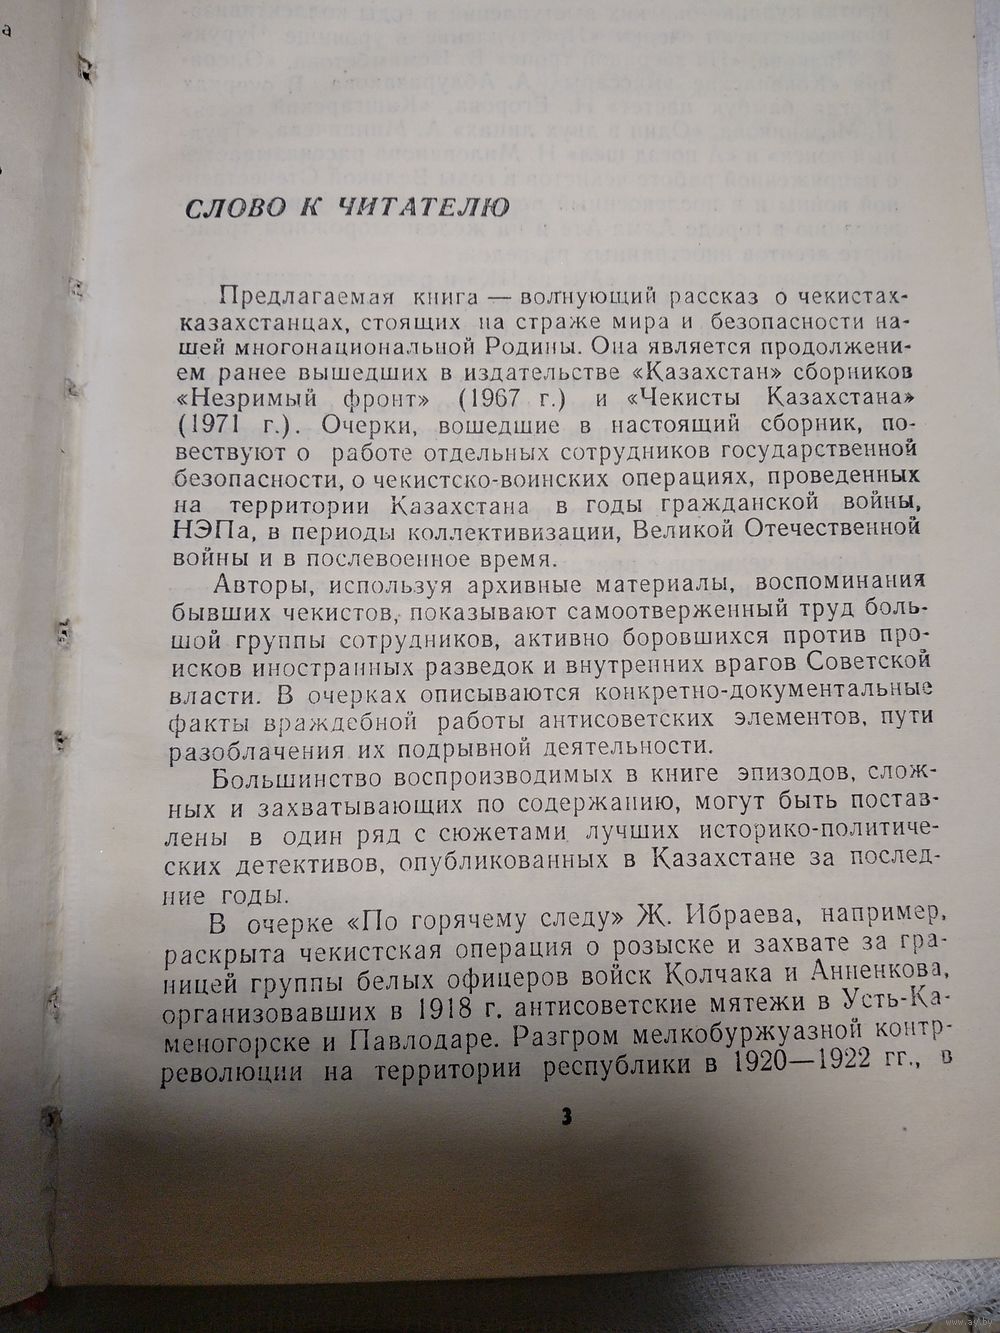 СЛОВО К ЧИТАТЕЛЮ
Предлагаемая книга — волнующий рассказ о чекистах-
казахстанцах, стоящих на страже мира и безопасности на-
шей многонациональной Родины. Она является продолжени-
ем ранее вышедших в издательстве «Казахстан» сборников
«Незримый фронт» (1967 г.) и «Чекисты Казахстана»
(1971 г.). Очерки, вошедшие в настоящий сборник, по-
вествуют о работе отдельных сотрудников государственной
безопасности, о чекистско-воинских операциях, проведенных
на территории Казахстана в годы гражданской войны,
НЭПа, в периоды коллективизации, Великой Отечественной
войны и в послевоенное время.
Авторы, используя архивные материалы, воспоминания
бывших чекистов, показывают самоотверженный труд боль-
шой группы сотрудников, активно боровшихся против про-
исков иностранных разведок и внутренних врагов Советской
власти. В очерках описываются конкретно-документальные
факты враждебной работы антисоветских элементов, пути
разоблачения их подрывной деятельности.
Большинство воспроизводимых в книге эпизодов, слож-
ных и захватывающих по содержанию, могут быть постав-
лены в один ряд с сюжетами лучших историко-политиче-
ских детективов, опубликованных в Казахстане за послед-
ние годы.
В очерке «По горячему следу» Ж. Ибраева, например,
раскрыта чекистская операция о розыске и захвате за гра-
ницей группы белых офицеров войск Колчака и Анненкова,
организовавших в 1918 г. антисоветские мятежи в Усть-Ка-
меногорске и Павлодаре. Разгром мелкобуржуазной контр-
революции на территории республики в 1920—1922 гг., в
3
www.ay.by